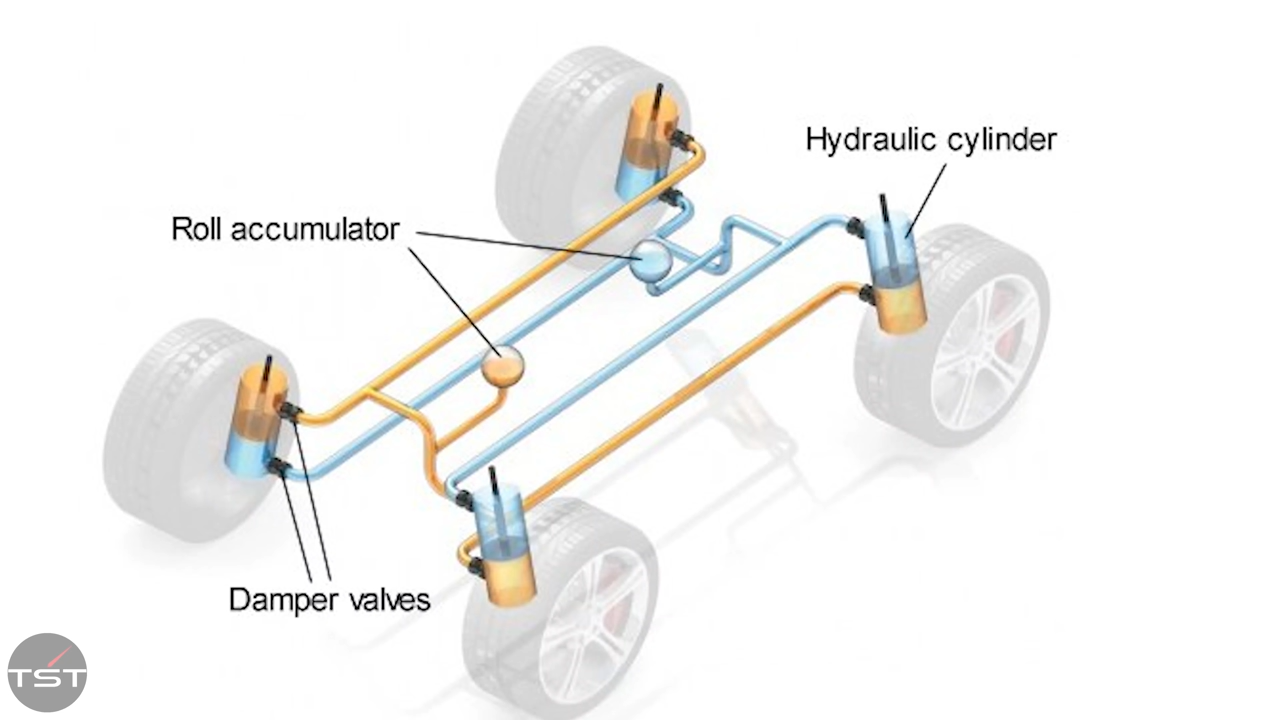 Hydraulic cylinder
Roll accumulator
Damper valves
TST